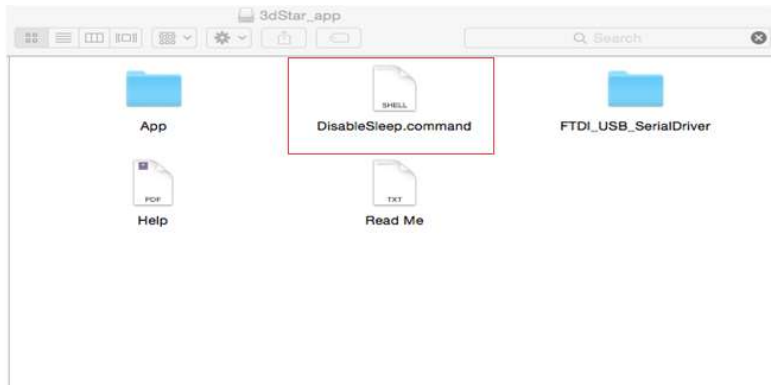 3dStar_app
Search
SHELL
App
DisableSleep.command
FTDI_USB_SerialDriver
PDF
TXT
Help
Read Me